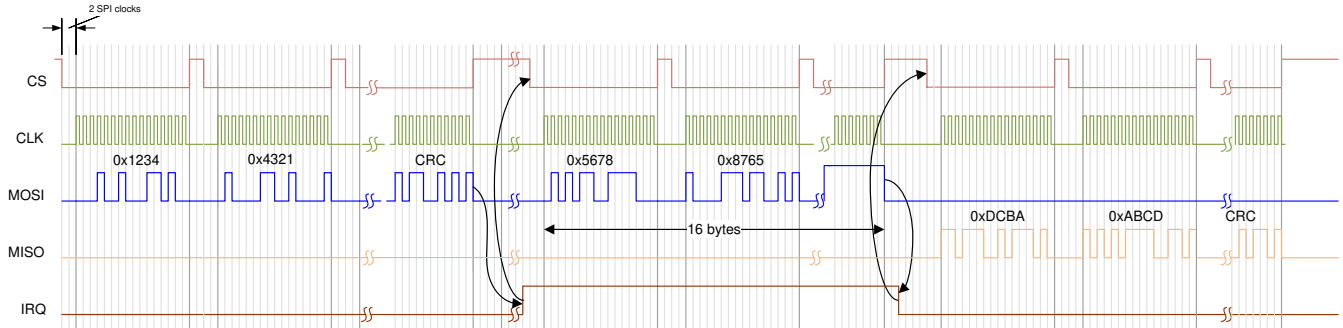 2 SPI clocks
CS
CLK
0x1234 0x4321 CRC 0x5678 0x8765
MOSI
0xDCBA 0xABCD CRC
16 bytes
MISO
IRQ